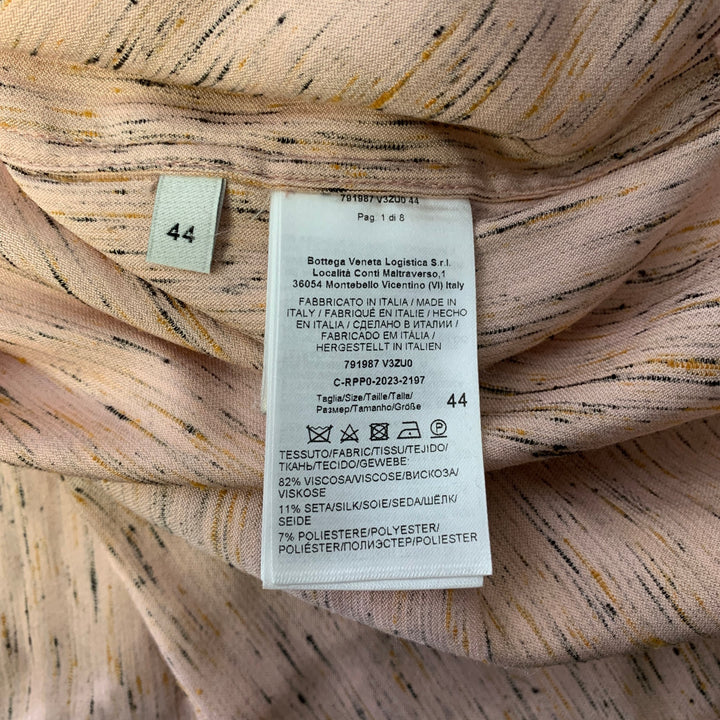 44
791987 V3ZU0 44
Pag. 1 di 8
Bottega Veneta Logistica S.r.l.
Località Conti Maltraverso,1
36054 Montebello Vicentino (VI) Italy
FABBRICATO IN ITALIA / MADE IN
ITALY / FABRIQUÉ EN ITALIE / HECHO
EN ITALIA / СДЕЛАНО В ИТАЛИИ /
FABRICADO EM ITÁLIA /
HERGESTELLT IN ITALIEN
791987 V3ZU0
C-RPP0-2023-2197
Taglia/Size/Taille/Talla/
Размер/Tamanho/Größe 44
TESSUTO/FABRIC/TISSU/TEJIDO/
ТКАНЬ/TECIDO/GEWEBE:
82% VISCOSA/VISCOSE/ВИСКОЗА/
VISKOSE
11% SETA/SILK/SOIE/SEDA/ШЁЛК/
SEIDE
7% POLIESTERE/POLYESTER/
POLIÉSTER/ПОЛИЭСТЕР/POLIESTER